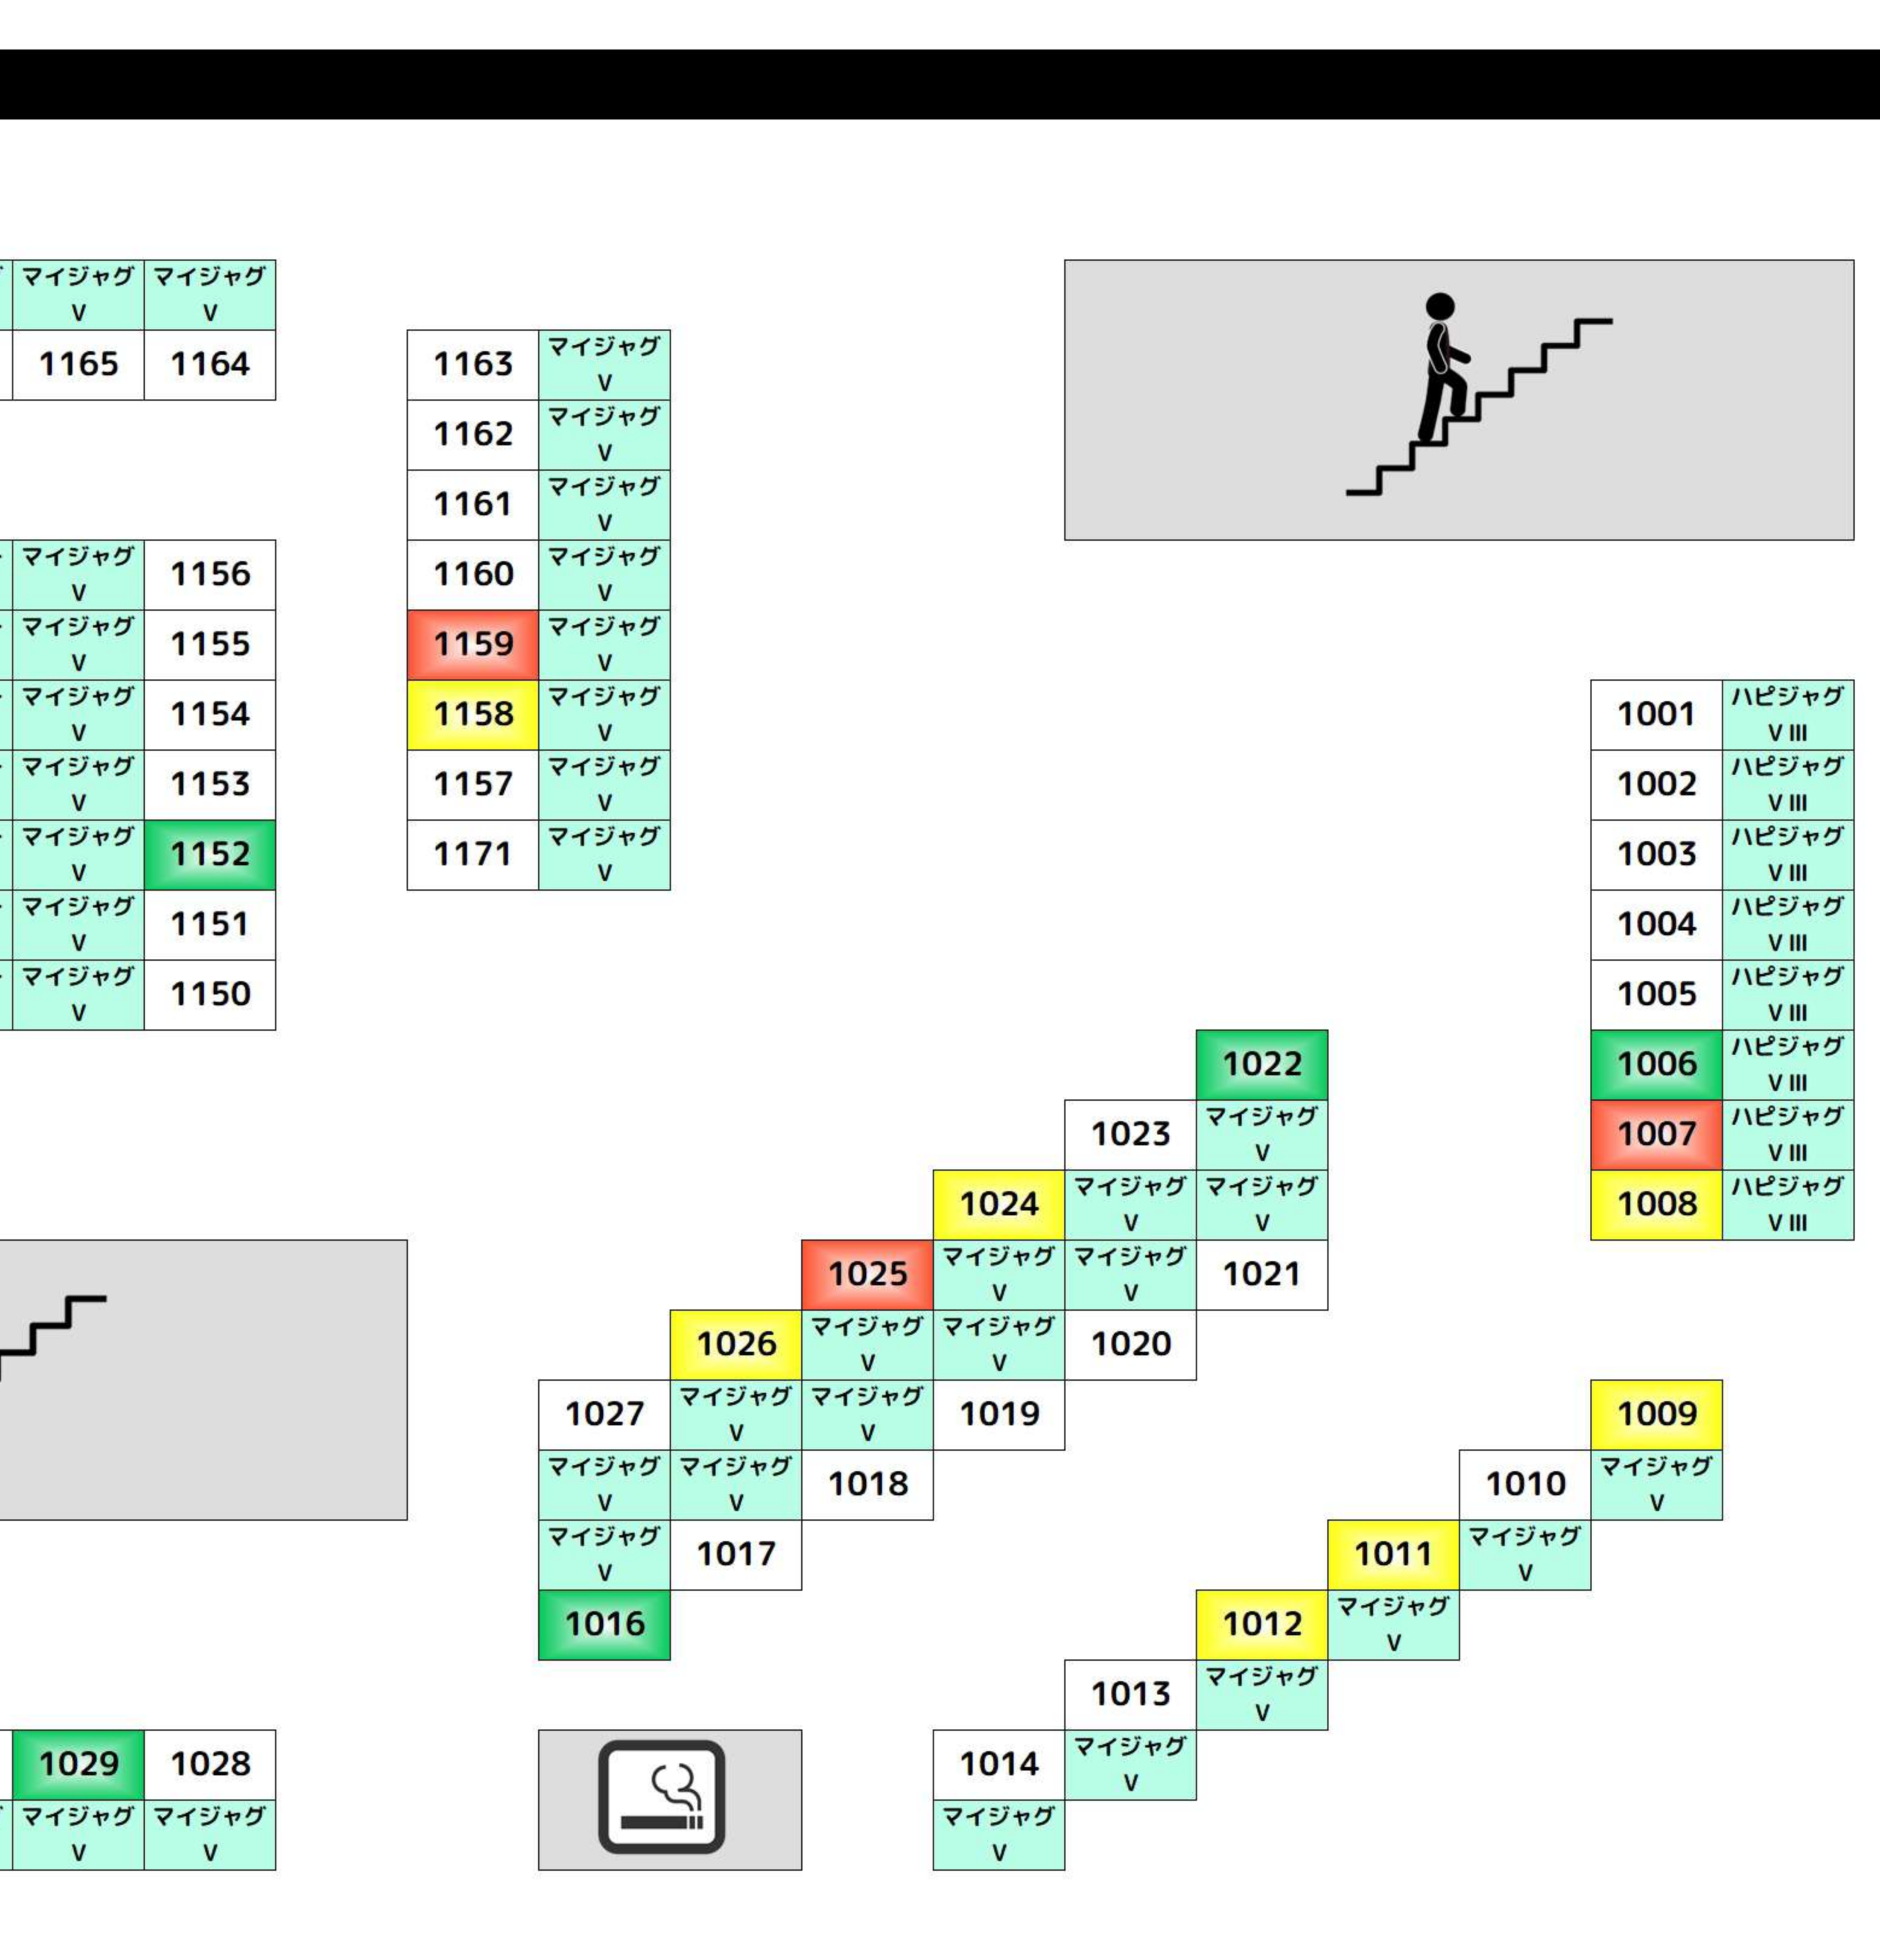 マイジャグ マイジャグ
V V
1165 1164
1163 マイジャグ
V
1162 マイジャグ
V
1161 マイジャグ
V
1160 マイジャグ
V
1159 マイジャグ
V
1158 マイジャグ
V
1157 マイジャグ
V
1171 マイジャグ
V
マイジャグ 1156
V
マイジャグ 1155
V
マイジャグ 1154
V
マイジャグ 1153
V
マイジャグ 1152
V
マイジャグ 1151
V
マイジャグ 1150
V
1001 ハピジャグ
V III
1002 ハピジャグ
V III
1003 ハピジャグ
V III
1004 ハピジャグ
V III
1005 ハピジャグ
V III
1006 ハピジャグ
V III
1007 ハピジャグ
V III
1008 ハピジャグ
V III
1022
1023 マイジャグ
V
1024 マイジャグ マイジャグ
V V
1025 マイジャグ マイジャグ 1021
V V
1026 マイジャグ マイジャグ 1020
V V
1027 マイジャグ マイジャグ 1019
V V
マイジャグ マイジャグ 1018
V V
マイジャグ 1017
V
1016
1009
1010 マイジャグ
V
1011 マイジャグ
V
1012 マイジャグ
V
1013 マイジャグ
V
1014 マイジャグ
V
マイジャグ
V
1029 1028
マイジャグ マイジャグ
V V